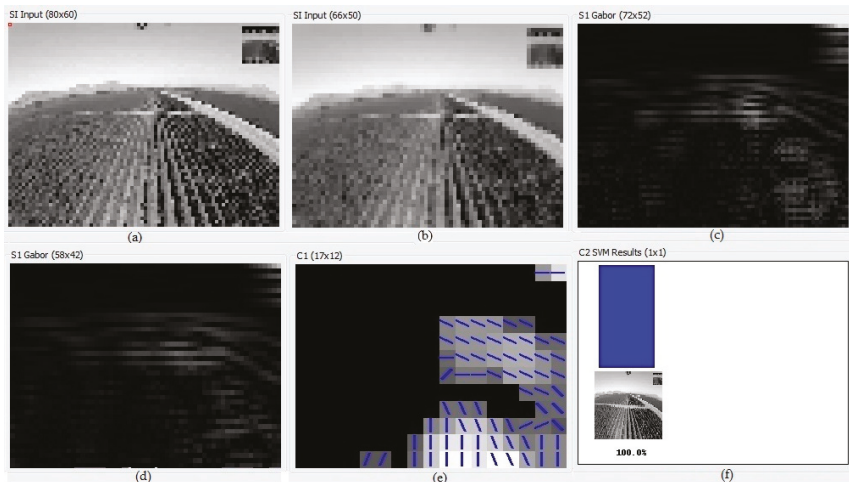 SI Input (80x60)
SI Input (66x50)
S1 Gabor (72x52)
(a)
(b)
(c)
S1 Gabor (58x42)
C1 (17x12)
C2 SVM Results (1x1)
100.0%
(d)
(e)
(f)